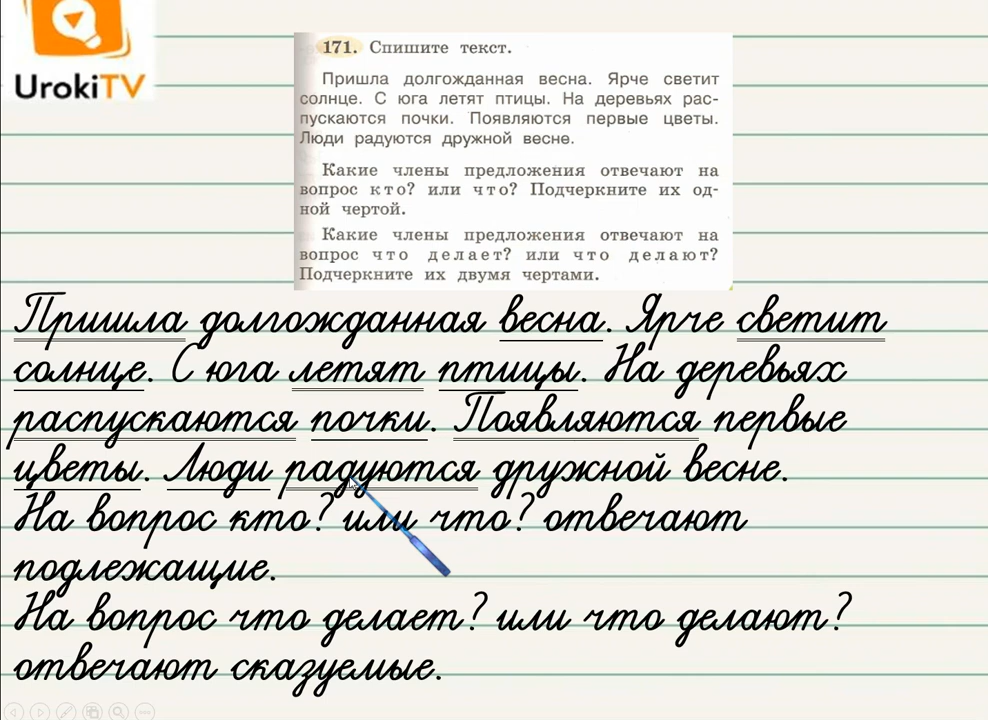 UrokiTV
171. Спишите текст.
Пришла долгожданная весна. Ярче светит
солнце. С юга летят птицы. На деревьях рас-
пускаются почки. Появляются первые цветы.
Люди радуются дружной весне.
Какие члены предложения отвечают на
вопрос кто? или что? Подчеркните их од-
ной чертой.
Какие члены предложения отвечают на
вопрос что делает? или что делают?
Подчеркните их двумя чертами.
Пришла долгожданная весна. Ярче светит
солнце. С юга летят птицы. На деревьях
распускаются почки. Появляются первые
цветы. Люди радуются дружной весне.
На вопрос кто? или что? отвечают
подлежащие.
На вопрос что делает? или что делают?
отвечают сказуемые.